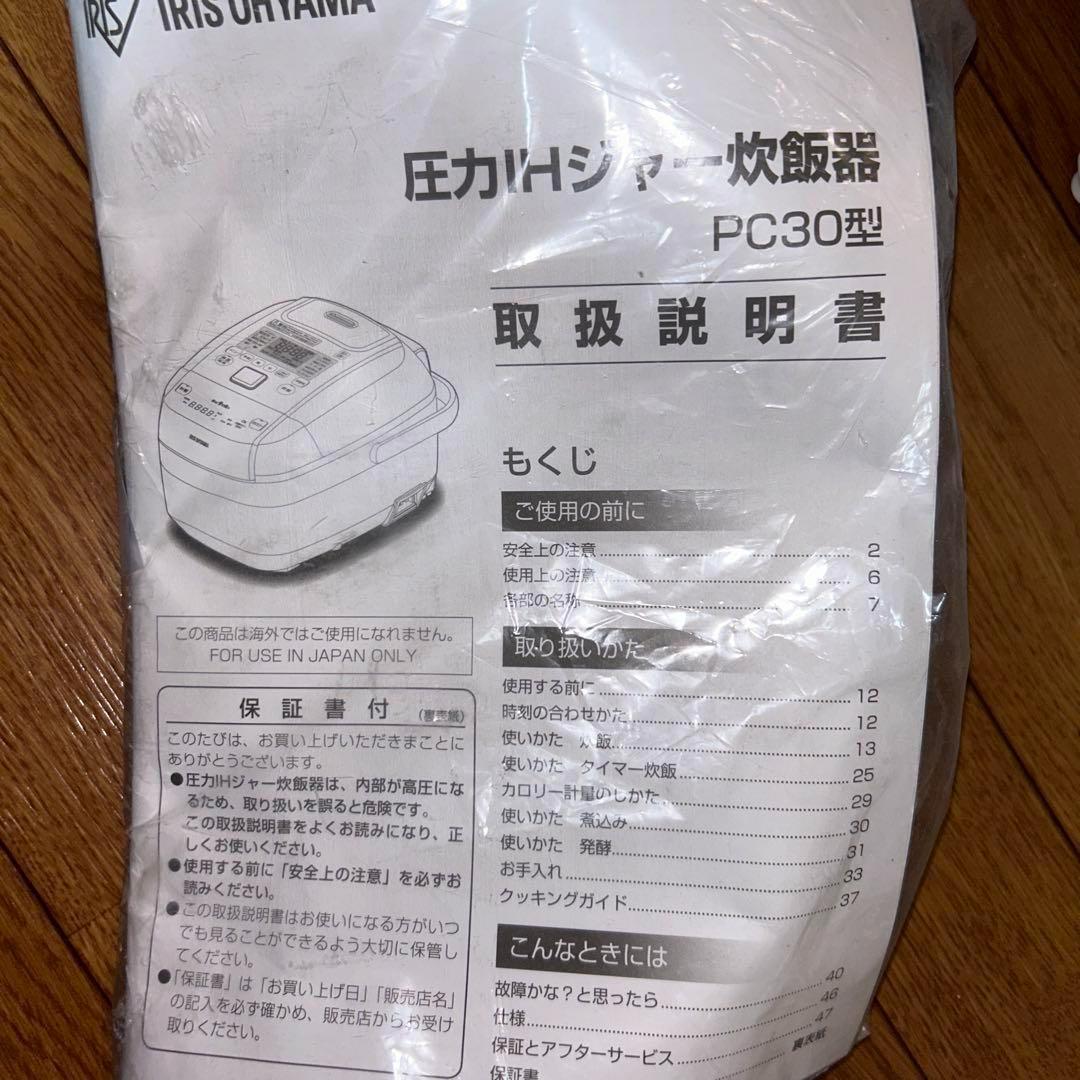 IRIS IRIS OHYAMA
圧力IHジャー炊飯器
PC30型
取扱説明書
もくじ
ご使用の前に
安全上の注意 2
使用上の注意 6
各部の名称 7
取り扱いかた
使用する前に 12
時刻の合わせかた 12
使いかた 炊飯 13
使いかた タイマー炊飯 25
カロリー計量のしかた 29
使いかた 煮込み 30
使いかた 発酵 31
お手入れ 33
クッキングガイド 37
こんなときには
故障かな？と思ったら 40
仕様 46
保証とアフターサービス 47
保証書 裏表紙
この商品は海外ではご使用になれません。
FOR USE IN JAPAN ONLY
保証書付（裏表紙）
このたびは、お買い上げいただきまことに
ありがとうございます。
●圧力IHジャー炊飯器は、内部が高圧にな
るため、取り扱いを誤ると危険です。
この取扱説明書をよくお読みになり、正
しくお使いください。
●使用する前に「安全上の注意」を必ずお
読みください。
●この取扱説明書はお使いになる方がいつ
でも見ることができるよう大切に保管し
てください。
●「保証書」は「お買い上げ日」「販売店名」
の記入を必ず確かめ、販売店からお受け
取りください。